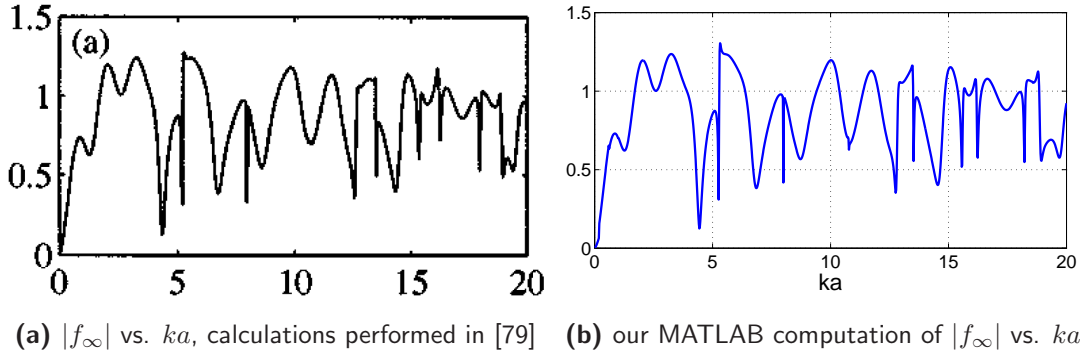 1.5
(a)
1
0.5
0
0 5 10 15 20
1.5
1
0.5
0
0 5 10 15 20
ka
(a) |f∞| vs. ka, calculations performed in [79]
(b) our MATLAB computation of |f∞| vs. ka